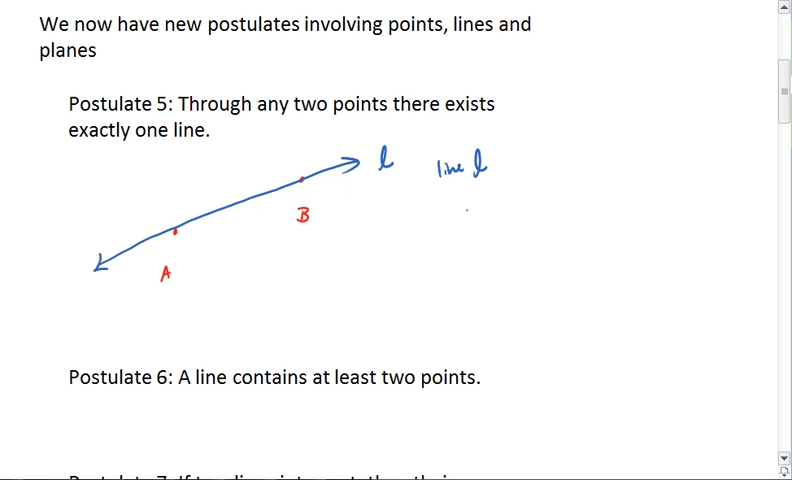 We now have new postulates involving points, lines and
planes
Postulate 5: Through any two points there exists
exactly one line.
l line l
B
A
Postulate 6: A line contains at least two points.